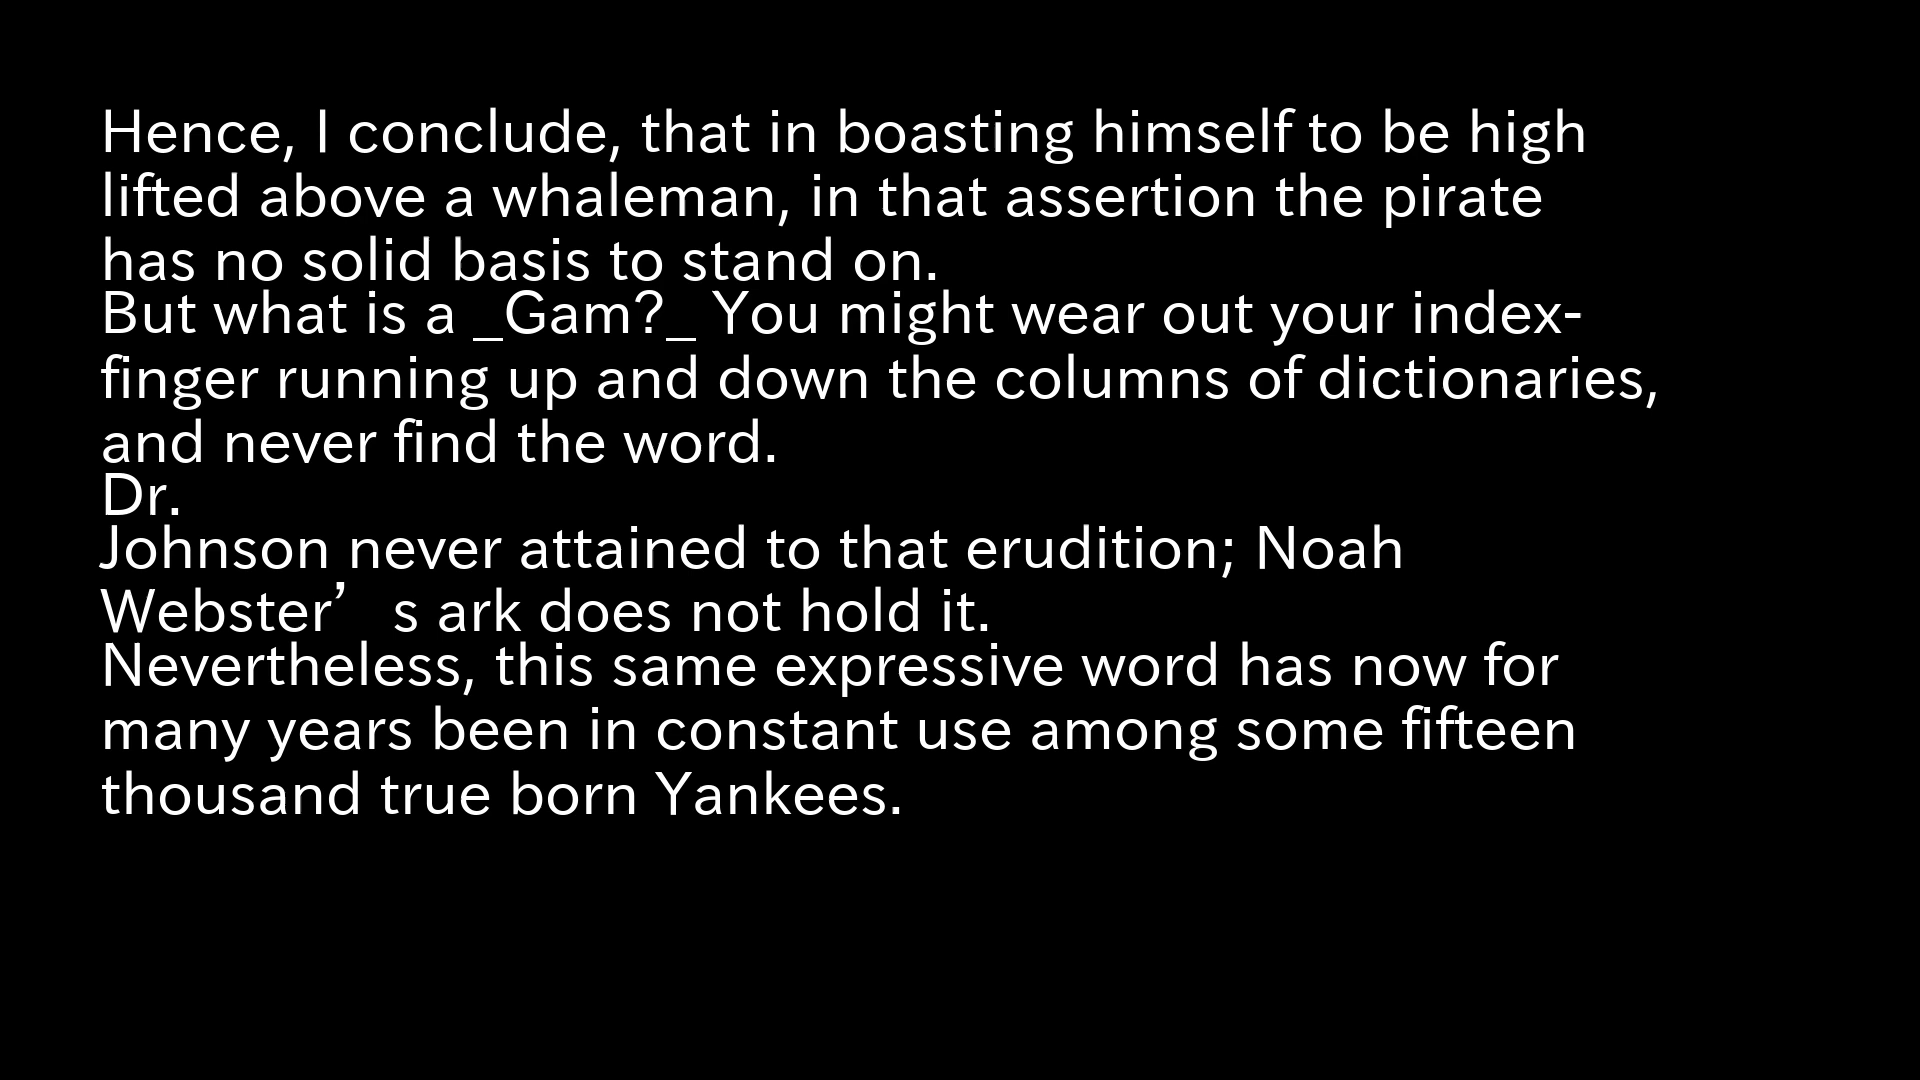 Hence, I conclude, that in boasting himself to be high
lifted above a whaleman, in that assertion the pirate
has no solid basis to stand on.
But what is a _Gam?_ You might wear out your index-
finger running up and down the columns of dictionaries,
and never find the word.
Dr.
Johnson never attained to that erudition; Noah
Webster’s ark does not hold it.
Nevertheless, this same expressive word has now for
many years been in constant use among some fifteen
thousand true born Yankees.